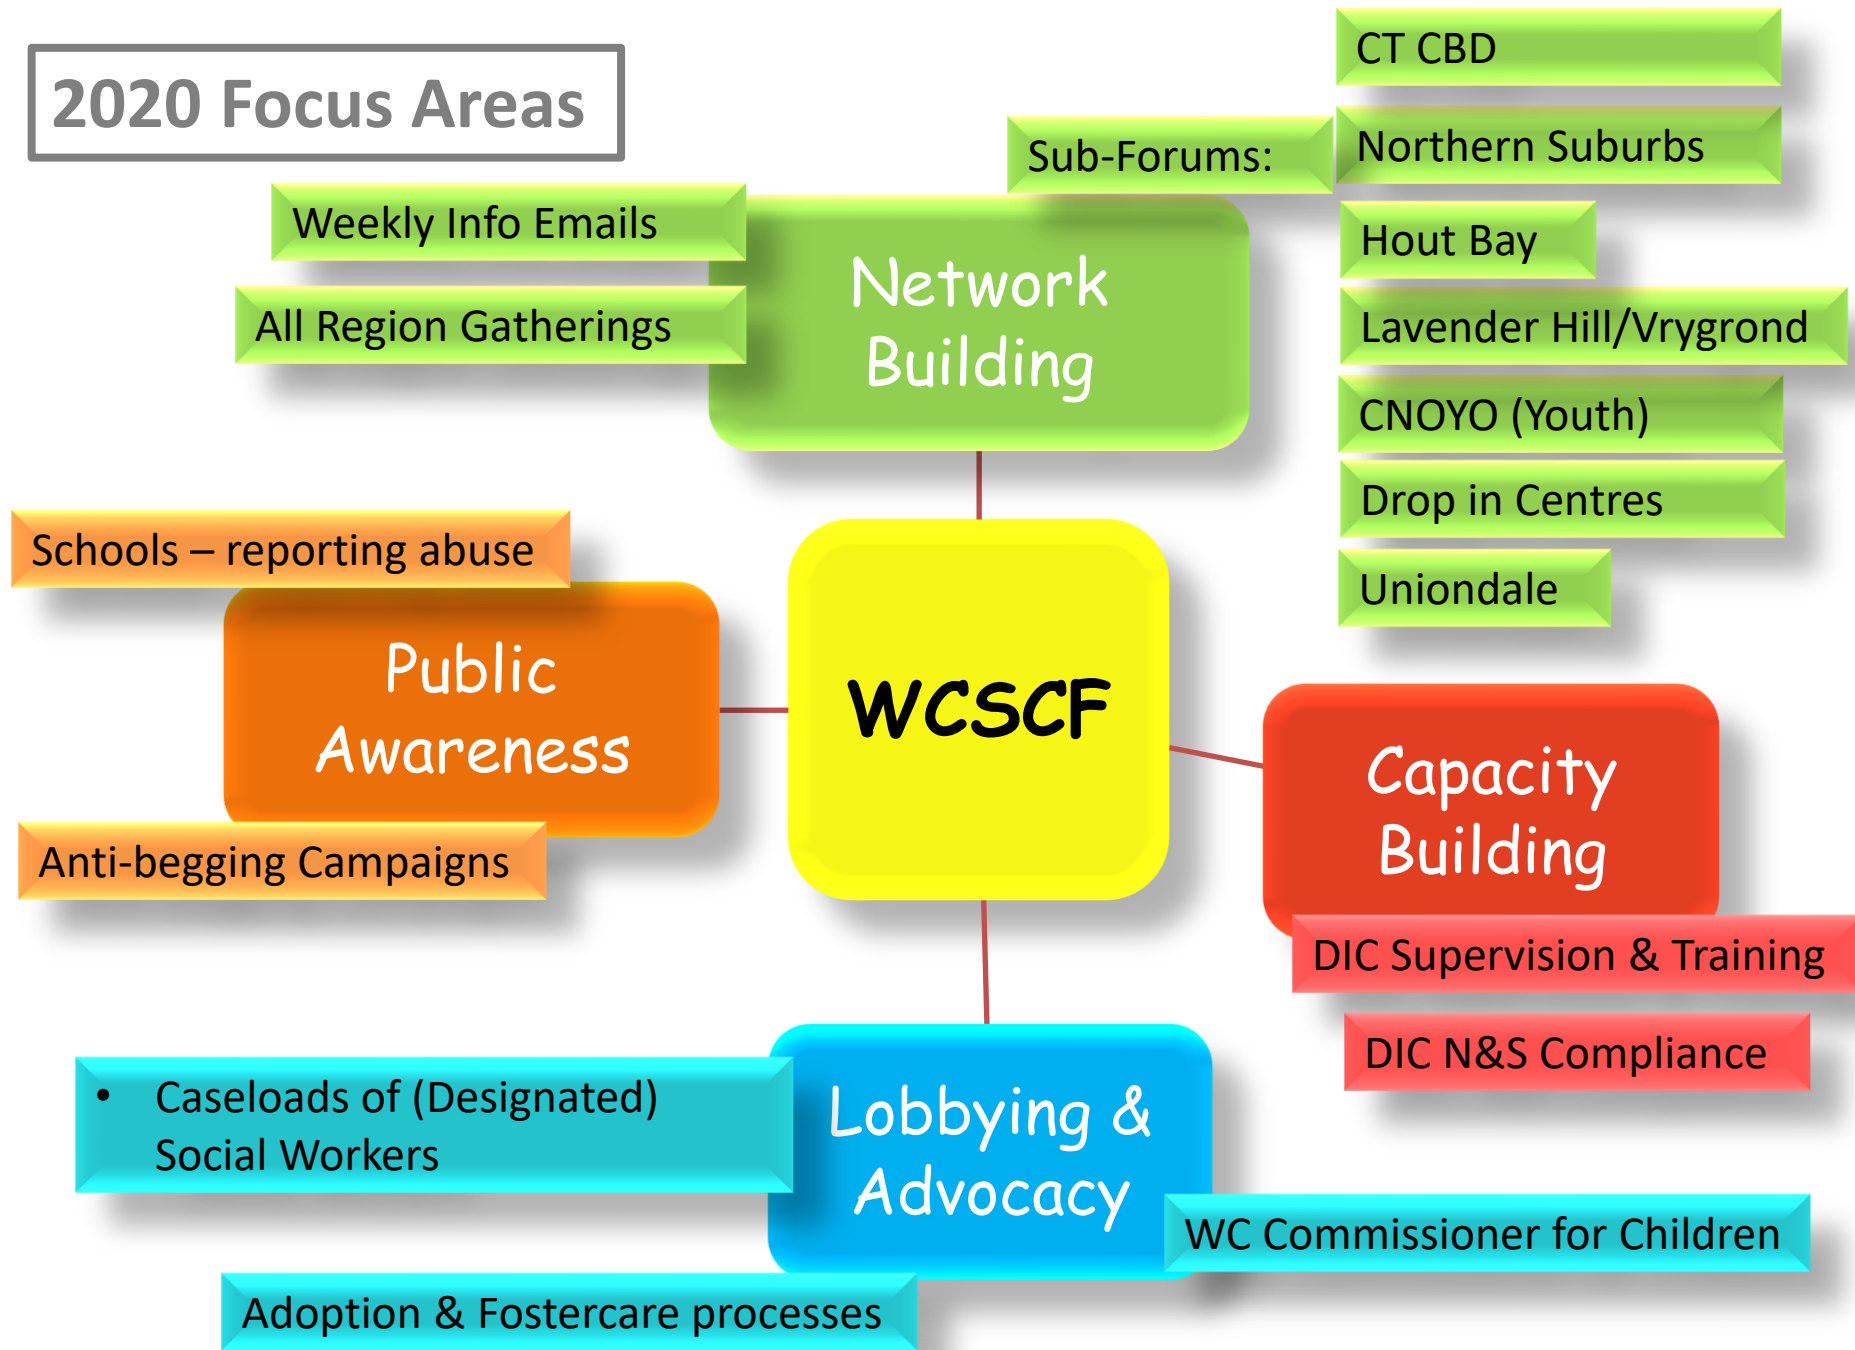 2020 Focus Areas
CT CBD
Sub-Forums:
Northern Suburbs
Weekly Info Emails
Hout Bay
All Region Gatherings
Network
Building
Lavender Hill/Vrygrond
CNOYO (Youth)
Drop in Centres
Uniondale
Schools – reporting abuse
Public
Awareness
Anti-begging Campaigns
WCSCF
Capacity
Building
DIC Supervision & Training
DIC N&S Compliance
• Caseloads of (Designated)
Social Workers
Lobbying &
Advocacy
WC Commissioner for Children
Adoption & Fostercare processes